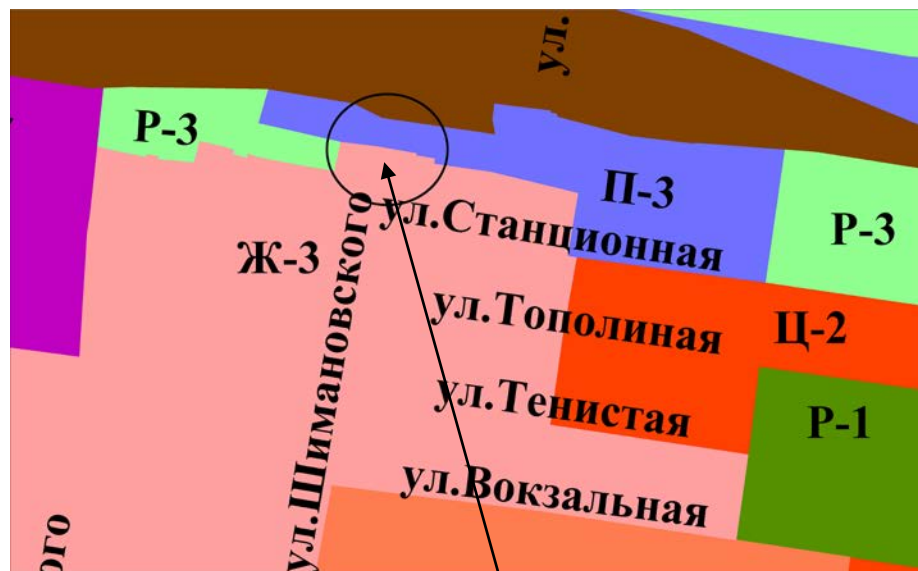 ул.
Р-3
П-3
ул.Станционная
Р-3
Ж-3
ул.Тополиная
Ц-2
ул.Шимановского
ул.Тенистая
Р-1
ул.Вокзальная
ого